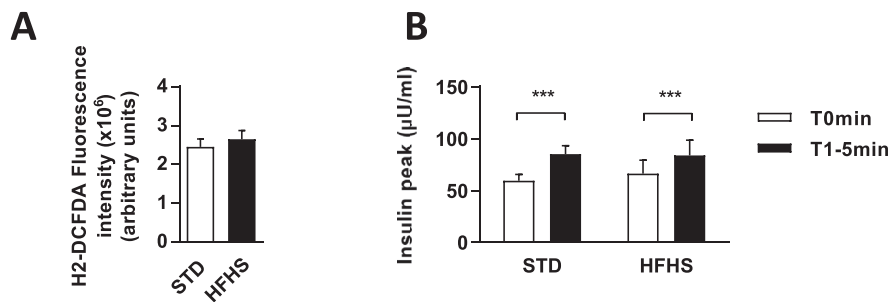 A
H2-DCFDA Fluorescence
intensity (x10⁶)
(arbitrary units)
4
3
2
1
0
STD
HFHS
B
Insulin peak (µU/ml)
150
100
50
0
***
***
STD
HFHS
T0min
T1-5min